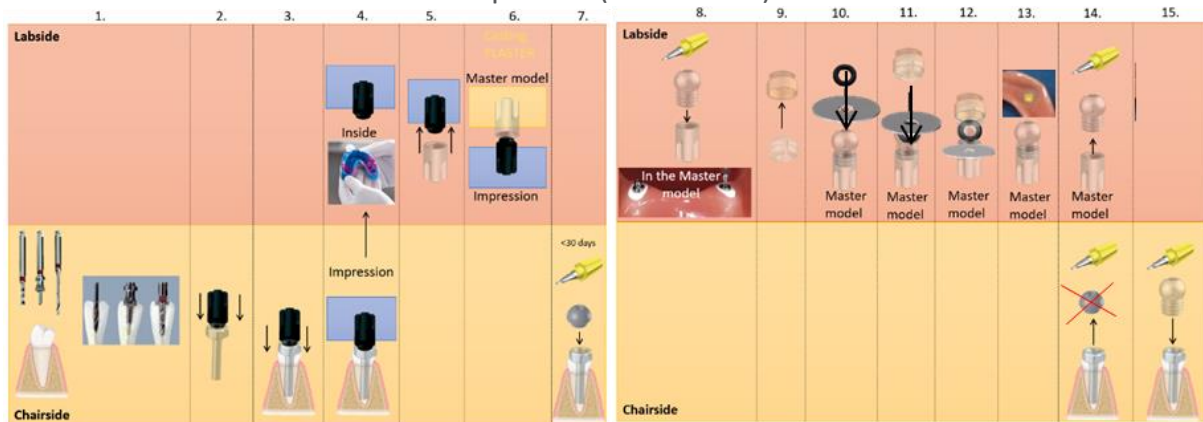 1.
2.
3.
4.
5.
6.
7.
8.
9.
10.
11.
12.
13.
14.
15.
Labside
PLASTER
Master model
Inside
Impression
Impression
<30 days
Chairside
Labside
In the Master
model
Master
model
Master
model
Master
model
Master
model
Master
model
Chairside